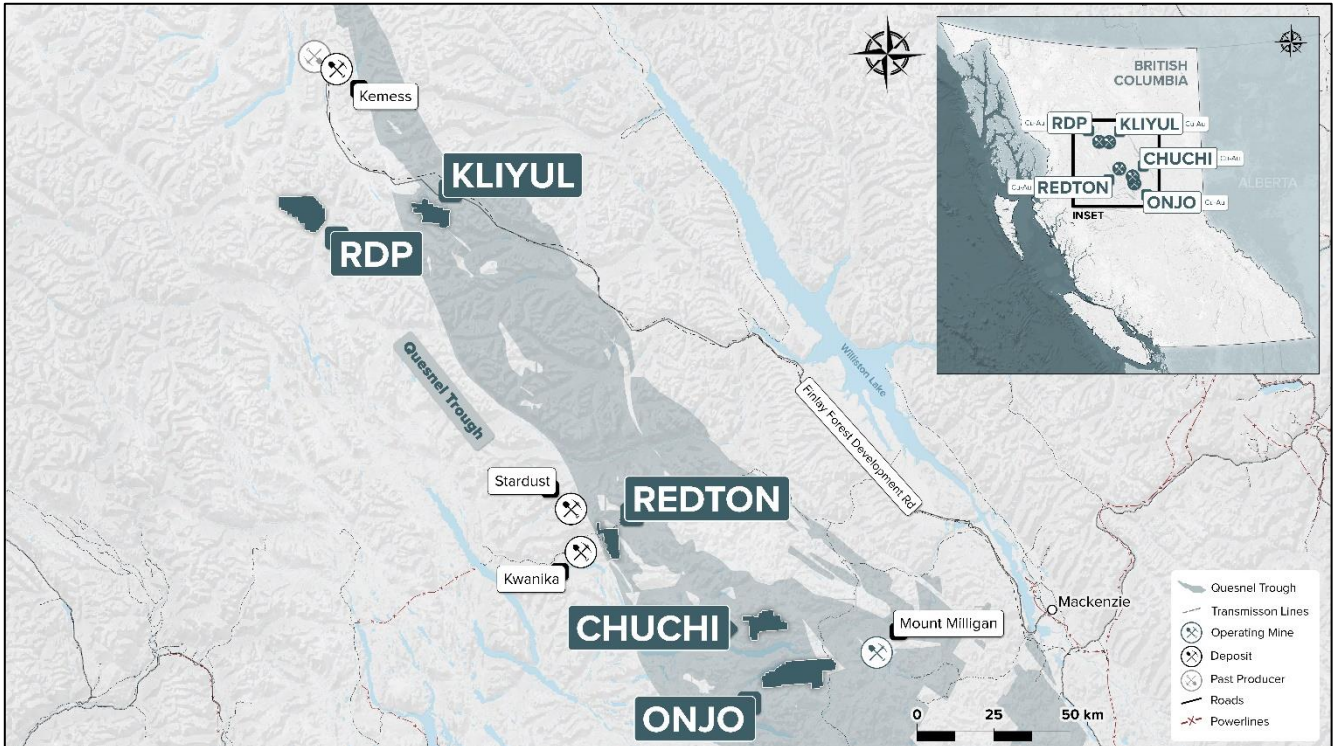 Kemess
KLIYUL
RDP
Quesnel Trough
Williston Lake
Finlay Forest Development Rd
Stardust
REDTON
Kwanika
CHUCHI
Mount Milligan
Mackenzie
ONJO
0 25 50 km
BRITISH
COLUMBIA
Cu-Au RDP KLIYUL Cu-Au
CHUCHI Cu-Au
ALBERTA
Cu-Au REDTON
ONJO Cu-Au
INSET
Quesnel Trough
Transmisson Lines
Operating Mine
Deposit
Past Producer
Roads
Powerlines